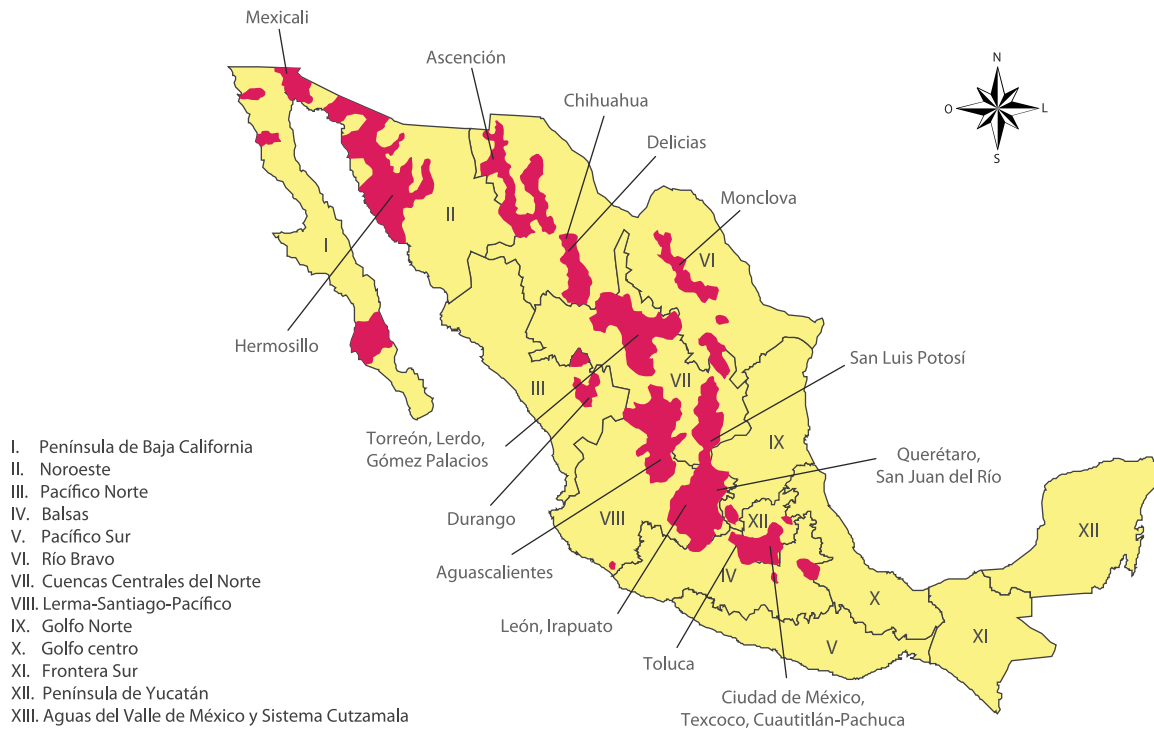 Mexicali
Ascención
Chihuahua
Delicias
Monclova
N
O
L
S
II
I
VI
Hermosillo
San Luis Potosí
III
VII
Torreón, Lerdo,
Gómez Palacios
IX
Querétaro,
San Juan del Río
Durango
VIII
XII
XII
Aguascalientes
IV
X
León, Irapuato
V
XI
Toluca
Ciudad de México,
Texcoco, Cuautitlán-Pachuca
I. Península de Baja California
II. Noroeste
III. Pacífico Norte
IV. Balsas
V. Pacífico Sur
VI. Río Bravo
VII. Cuencas Centrales del Norte
VIII. Lerma-Santiago-Pacífico
IX. Golfo Norte
X. Golfo centro
XI. Frontera Sur
XII. Península de Yucatán
XIII. Aguas del Valle de México y Sistema Cutzamala